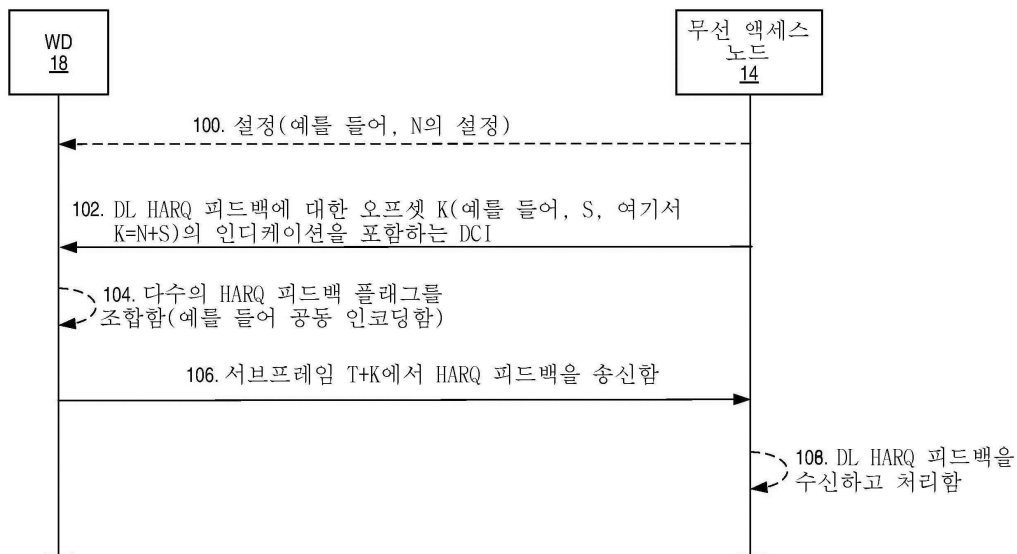 WD
18
무선 액세스
노드
14
100. 설정(예를 들어, N의 설정)
102. DL HARQ 피드백에 대한 오프셋 K(예를 들어, S, 여기서
K=N+S)의 인디케이션을 포함하는 DCI
104. 다수의 HARQ 피드백 플래그를
조합함(예를 들어 공동 인코딩함)
106. 서브프레임 T+K에서 HARQ 피드백을 송신함
108. DL HARQ 피드백을
수신하고 처리함